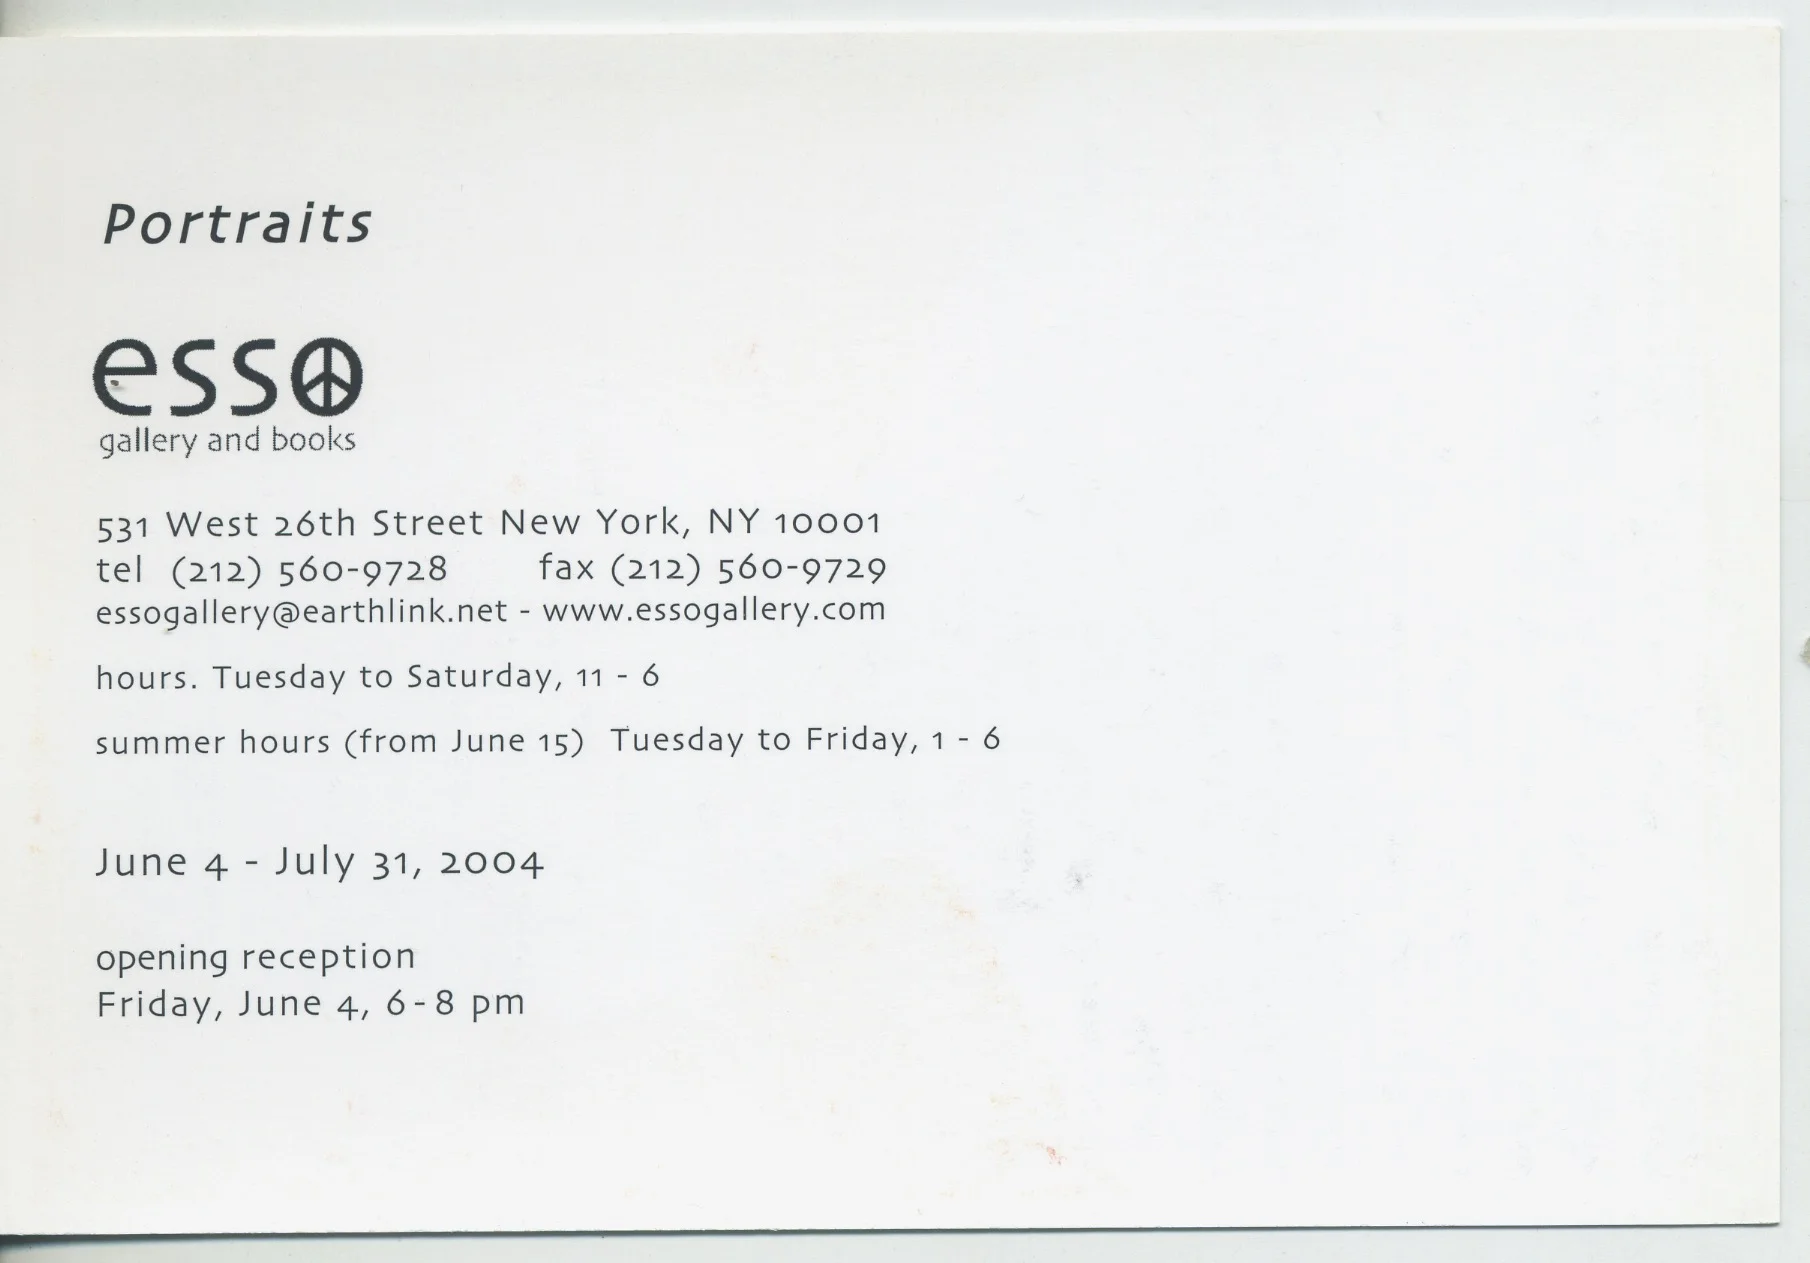 Portraits
esso
gallery and books
531 West 26th Street New York, NY 10001
tel (212) 560-9728 fax (212) 560-9729
essogallery@earthlink.net - www.essogallery.com
hours. Tuesday to Saturday, 11 - 6
summer hours (from June 15) Tuesday to Friday, 1 - 6
June 4 - July 31, 2004
opening reception
Friday, June 4, 6-8 pm